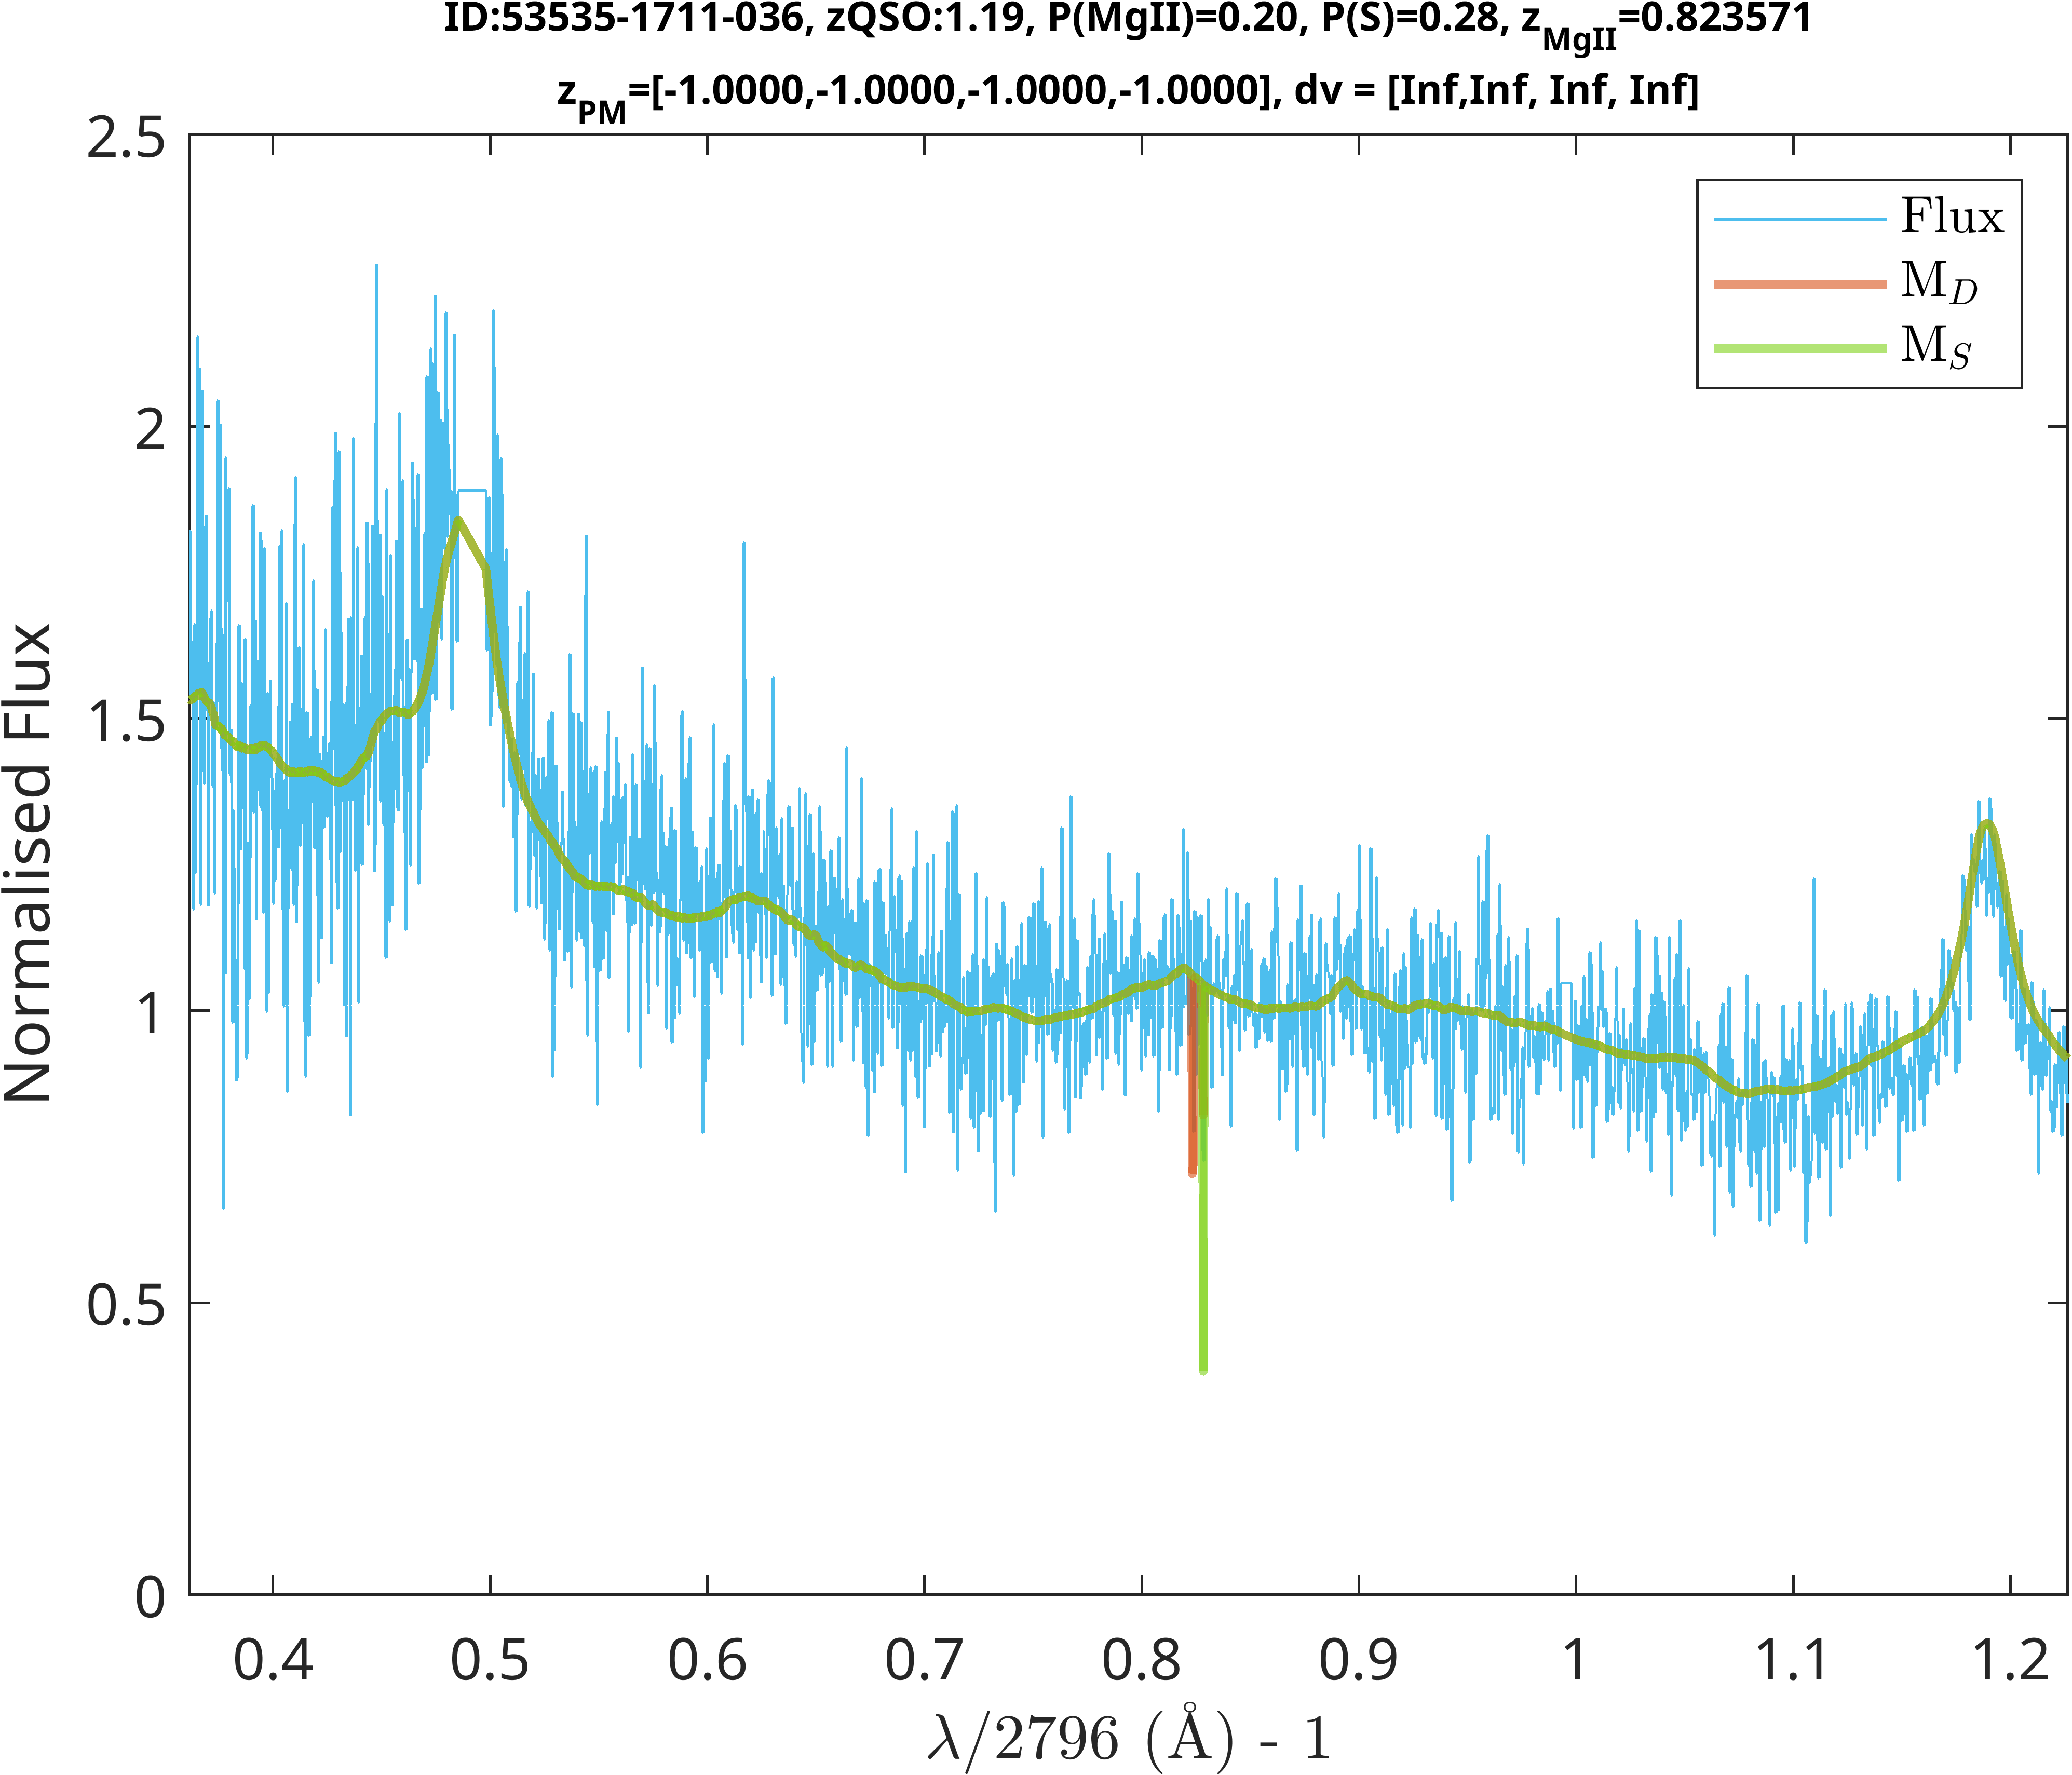 ID:53535-1711-036, zQSO:1.19, P(MgII)=0.20, P(S)=0.28, zMgII=0.823571
zPM=[-1.0000,-1.0000,-1.0000,-1.0000], dv = [Inf,Inf, Inf, Inf]
2.5
2
1.5
1
0.5
0
Normalised Flux
Flux
MD
MS
0.4 0.5 0.6 0.7 0.8 0.9 1 1.1 1.2
λ/2796 (Å) - 1